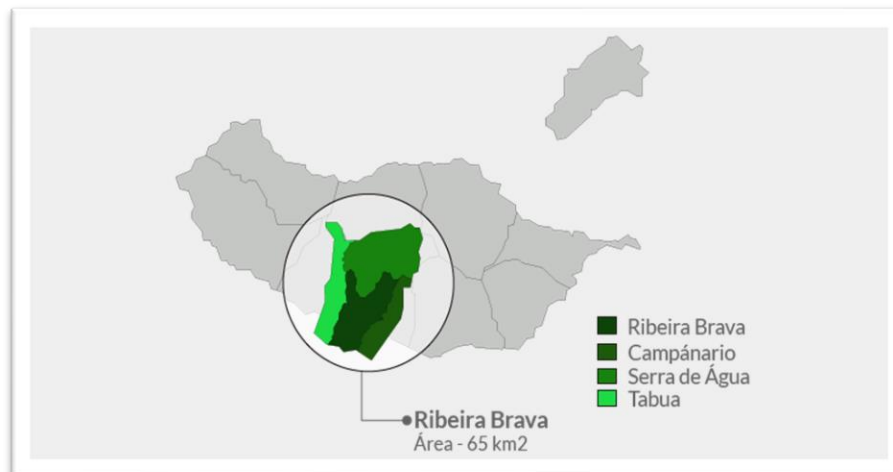 Ribeira Brava
Campánario
Serra de Água
Tabua
Ribeira Brava
Área - 65 km2